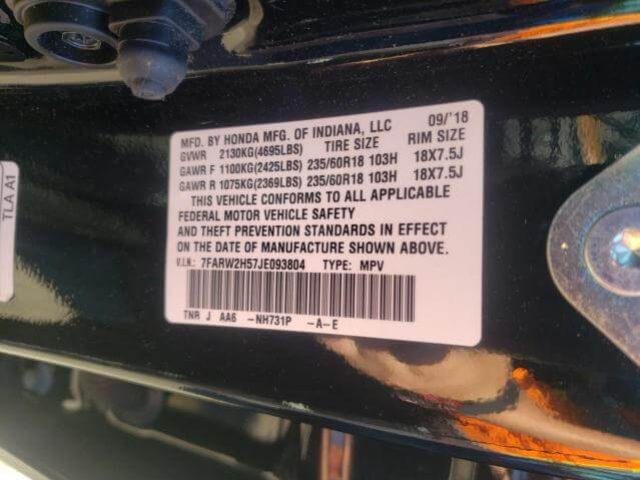 MFD. BY HONDA MFG. OF INDIANA, LLC 09/'18
GVWR 2130KG(4695LBS) TIRE SIZE RIM SIZE
GAWR F 1100KG(2425LBS) 235/60R18 103H 18X7.5J
GAWR R 1075KG(2369LBS) 235/60R18 103H 18X7.5J
THIS VEHICLE CONFORMS TO ALL APPLICABLE
FEDERAL MOTOR VEHICLE SAFETY
AND THEFT PREVENTION STANDARDS IN EFFECT
ON THE DATE OF MANUFACTURE SHOWN ABOVE.
V.I.N.: 7FARW2H57JE093804 TYPE: MPV
TNR J AA6 -NH731P -A-E
TLA A1